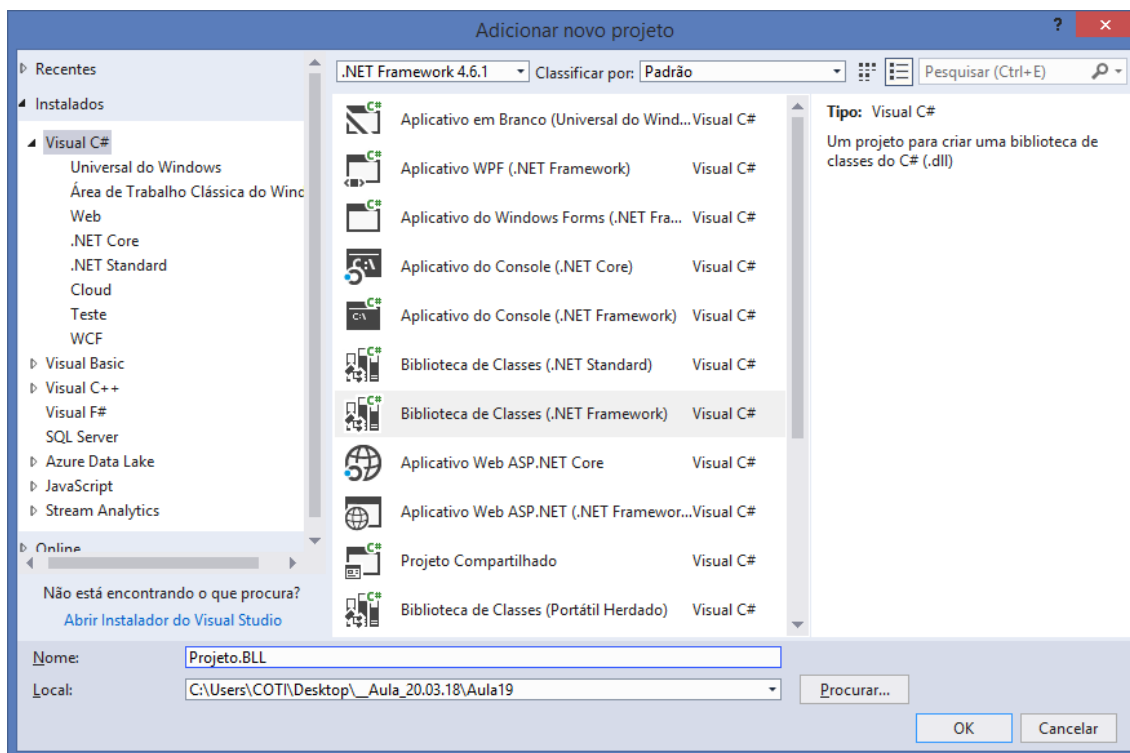 Adicionar novo projeto
?
×
Recentes
Instalados
Visual C#
Universal do Windows
Área de Trabalho Clássica do Winc
Web
.NET Core
.NET Standard
Cloud
Teste
WCF
Visual Basic
Visual C++
Visual F#
SQL Server
Azure Data Lake
JavaScript
Stream Analytics
Online
Não está encontrando o que procura?
Abrir Instalador do Visual Studio
.NET Framework 4.6.1 Classificar por: Padrão
Pesquisar (Ctrl+E)
Aplicativo em Branco (Universal do Wind... Visual C#
Aplicativo WPF (.NET Framework) Visual C#
Aplicativo do Windows Forms (.NET Fra... Visual C#
Aplicativo do Console (.NET Core) Visual C#
Aplicativo do Console (.NET Framework) Visual C#
Biblioteca de Classes (.NET Standard) Visual C#
Biblioteca de Classes (.NET Framework) Visual C#
Aplicativo Web ASP.NET Core Visual C#
Aplicativo Web ASP.NET (.NET Framewor... Visual C#
Projeto Compartilhado Visual C#
Biblioteca de Classes (Portátil Herdado) Visual C#
Tipo: Visual C#
Um projeto para criar uma biblioteca de
classes do C# (.dll)
Nome: Projeto.BLL
Local: C:\Users\COTI\Desktop\__Aula_20.03.18\Aula19
Procurar...
OK
Cancelar